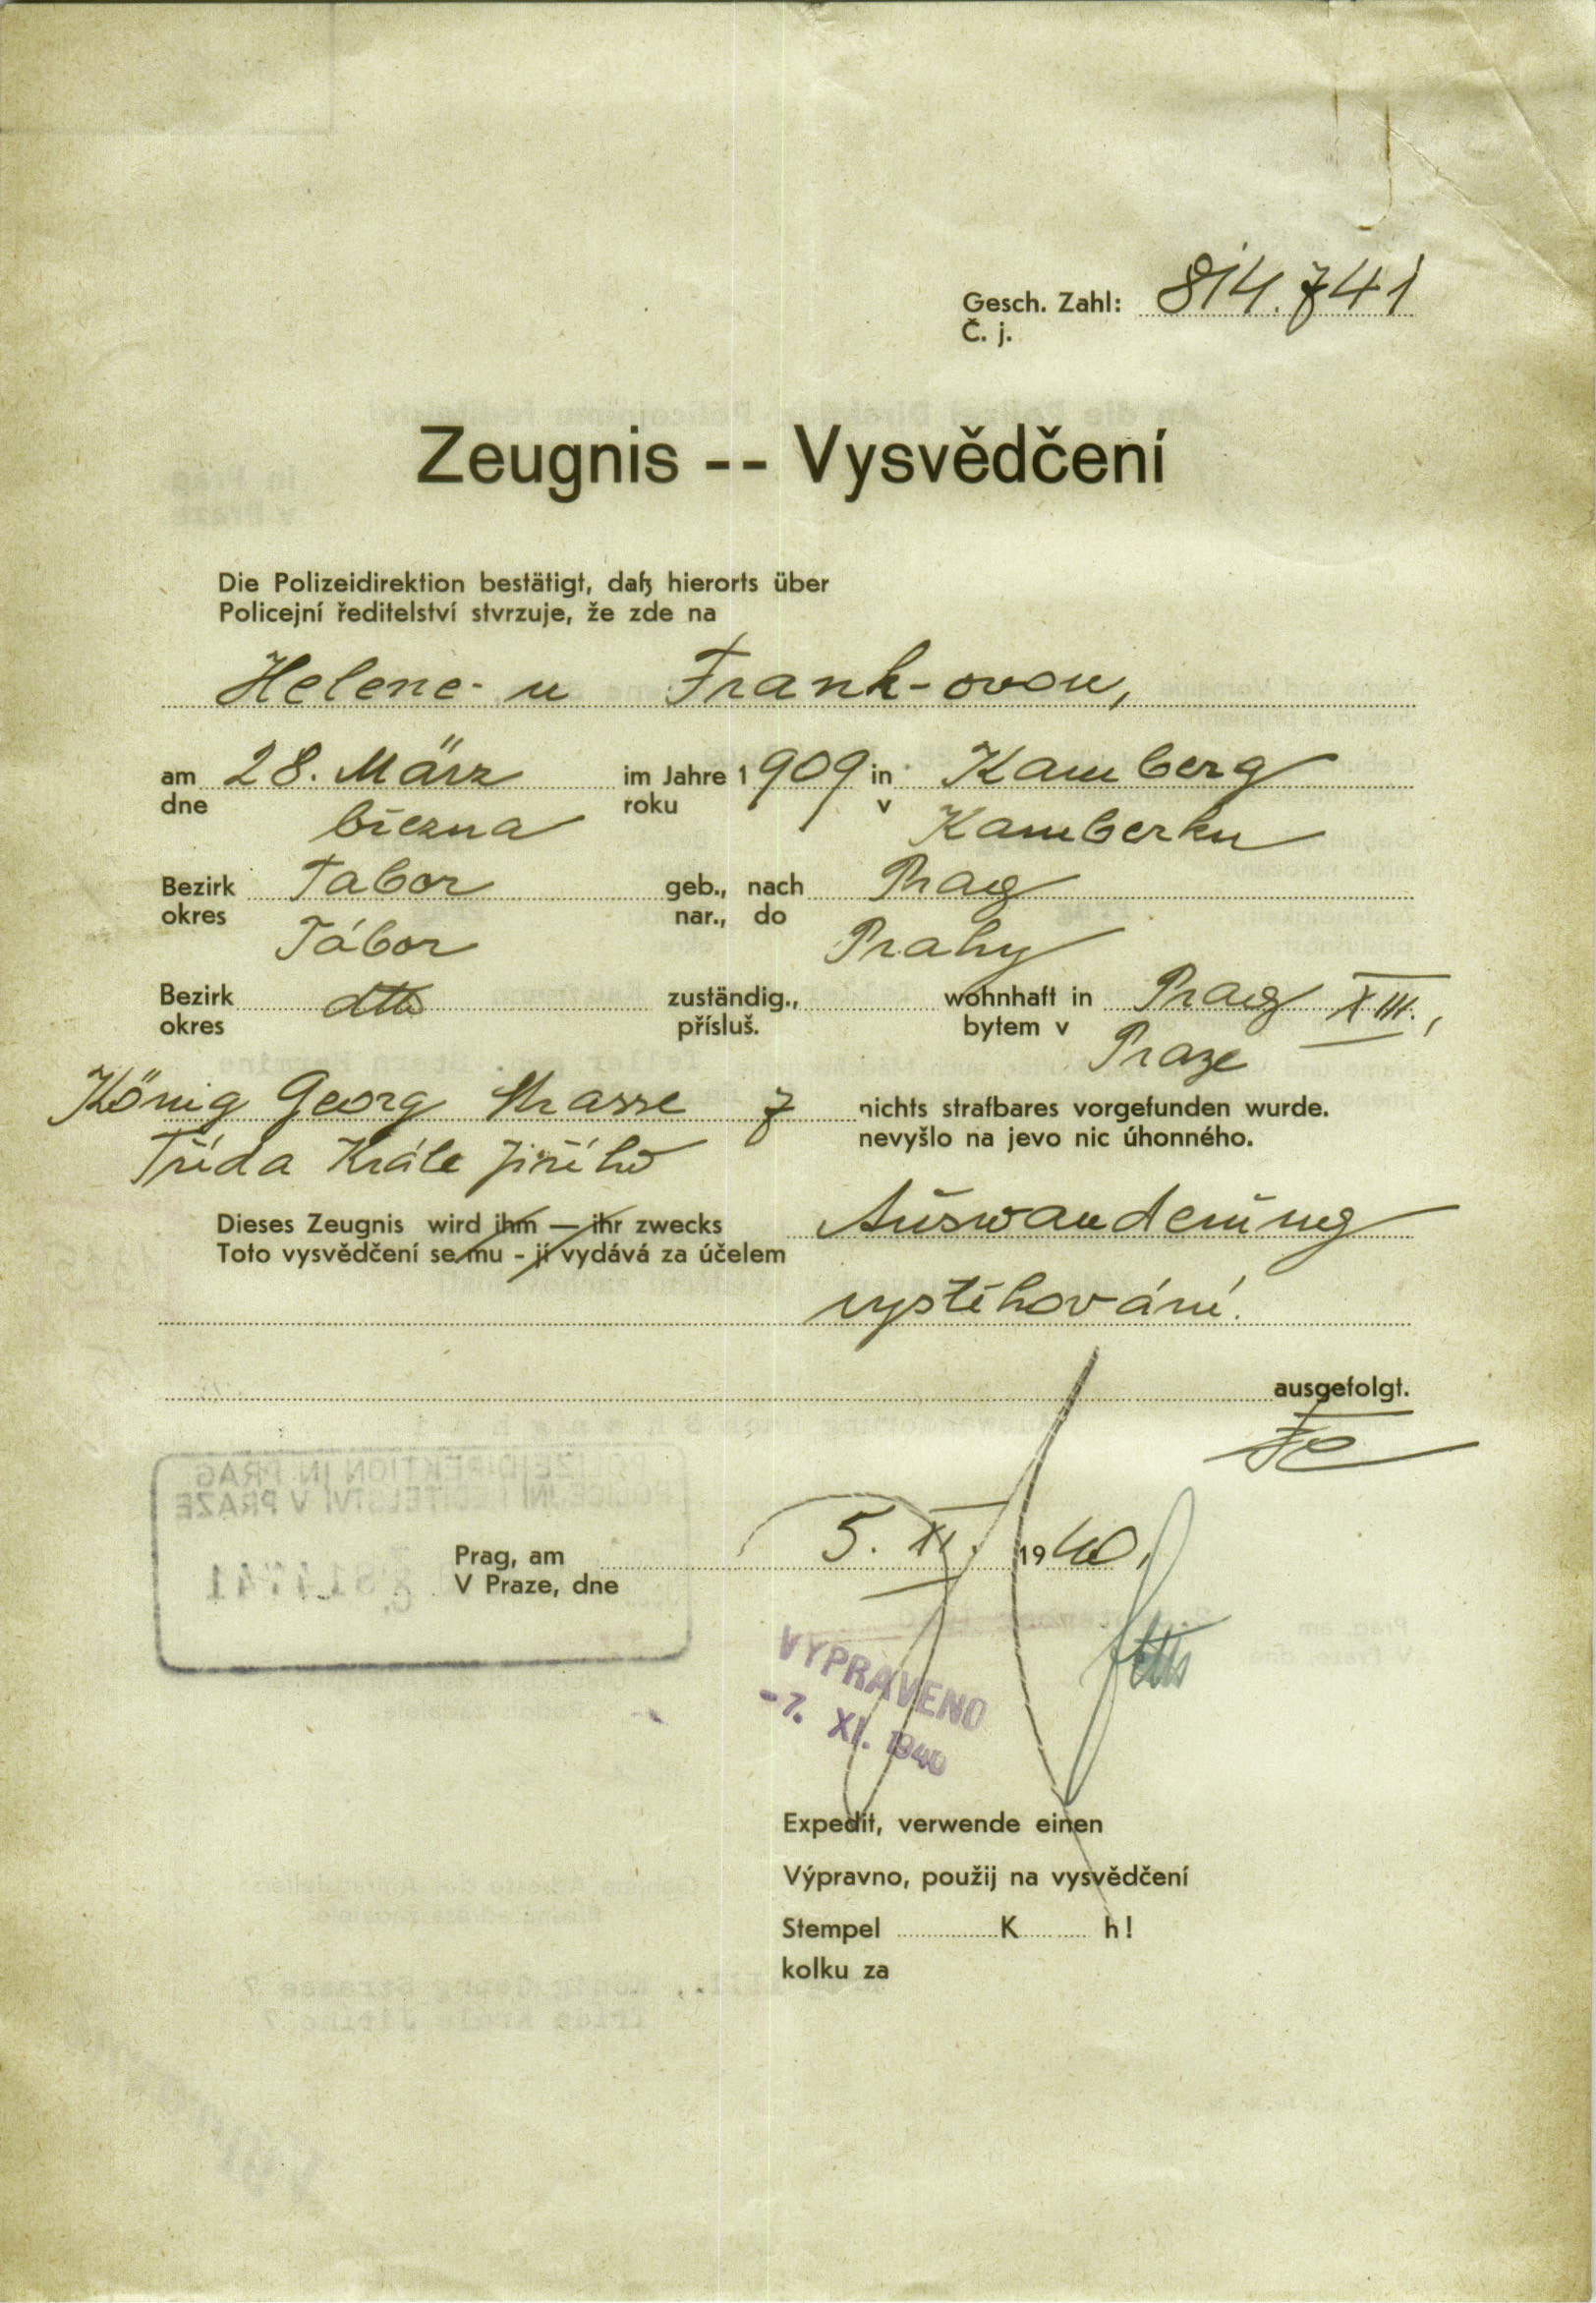 Gesch. Zahl: 814.741
Č. j.
Zeugnis -- Vysvědčení
Die Polizeidirektion bestätigt, daß hierorts über
Policejní ředitelství stvrzuje, že zde na
Helene- u Frank-ovou,
am 28. März im Jahre 1909 in Kamberg
dne března roku v Kamberku
Bezirk Tabor geb., nach Prag
okres Tábor nar., do Prahy
Bezirk dtto zuständig., wohnhaft in Prag XIII.,
okres přísluš. bytem v Praze
König Georg Strasse 7 nichts strafbares vorgefunden wurde.
Třída Krále Jiřího nevyšlo na jevo nic úhonného.
Dieses Zeugnis wird ihm — ihr zwecks Auswanderung
Toto vysvědčení se mu - jí vydává za účelem
vystěhování.
ausgefolgt.
POLIZEIDIREKTION IN PRAG
POLICEJNÍ ŘEDITELSTVÍ V PRAZE
814741
Prag, am 5. XI. 1940,
V Praze, dne
VYPRAVENO
-7. XI. 1940
Expedit, verwende einen
Výpravno, použij na vysvědčení
Stempel K h!
kolku za